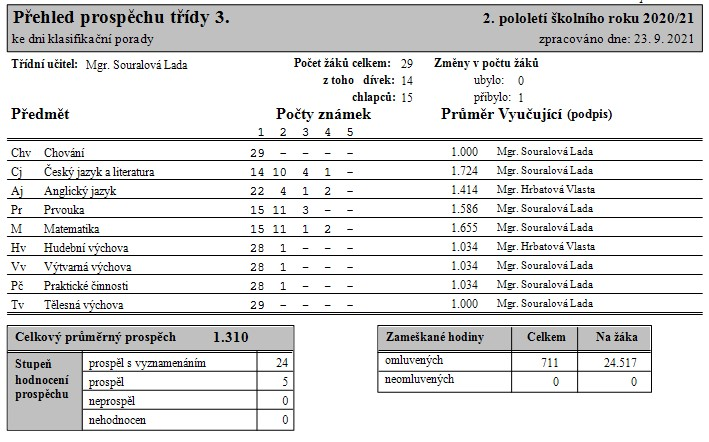 Přehled prospěchu třídy 3. 2. pololetí školního roku 2020/21
ke dni klasifikační porady zpracováno dne: 23. 9. 2021
Třídní učitel: Mgr. Souralová Lada Počet žáků celkem: 29 Změny v počtu žáků
z toho dívek: 14 ubylo: 0
chlapců: 15 přibylo: 1
Předmět Počty známek Průměr Vyučující (podpis)
1 2 3 4 5
Chv Chování 29 – – – – 1.000 Mgr. Souralová Lada
Cj Český jazyk a literatura 14 10 4 1 – 1.724 Mgr. Souralová Lada
Aj Anglický jazyk 22 4 1 2 – 1.414 Mgr. Hrbatová Vlasta
Pr Prvouka 15 11 3 – – 1.586 Mgr. Souralová Lada
M Matematika 15 11 1 2 – 1.655 Mgr. Souralová Lada
Hv Hudební výchova 28 1 – – – 1.034 Mgr. Hrbatová Vlasta
Vv Výtvarná výchova 28 1 – – – 1.034 Mgr. Souralová Lada
Pč Praktické činnosti 28 1 – – – 1.034 Mgr. Souralová Lada
Tv Tělesná výchova 29 – – – – 1.000 Mgr. Souralová Lada
Celkový průměrný prospěch 1.310 Zameškané hodiny Celkem Na žáka
Stupeň hodnocení prospěchu prospěl s vyznamenáním 24 omluvených 711 24.517
prospěl 5 neomluvených 0 0
neprospěl 0
nehodnocen 0